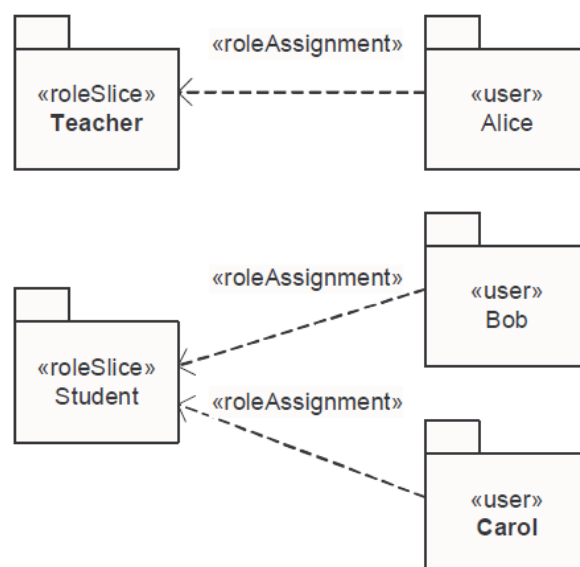 «roleAssignment»
«roleSlice»
Teacher
«user»
Alice
«roleAssignment»
«user»
Bob
«roleSlice»
Student
«roleAssignment»
«user»
Carol